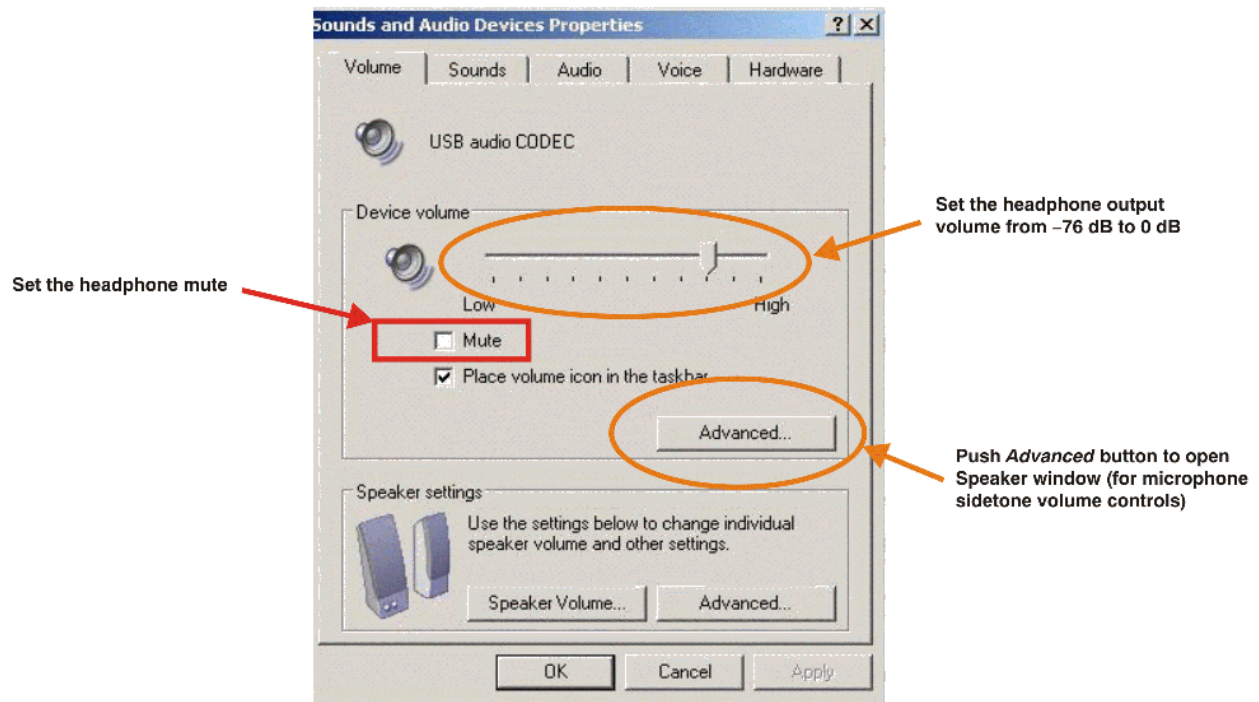 Sounds and Audio Devices Properties
Volume
Sounds
Audio
Voice
Hardware
USB audio CODEC
Device volume
Low
High
Mute
Place volume icon in the taskbar
Advanced...
Speaker settings
Use the settings below to change individual
speaker volume and other settings.
Speaker Volume...
Advanced...
OK
Cancel
Apply
Set the headphone mute
Set the headphone output
volume from –76 dB to 0 dB
Push Advanced button to open
Speaker window (for microphone
sidetone volume controls)